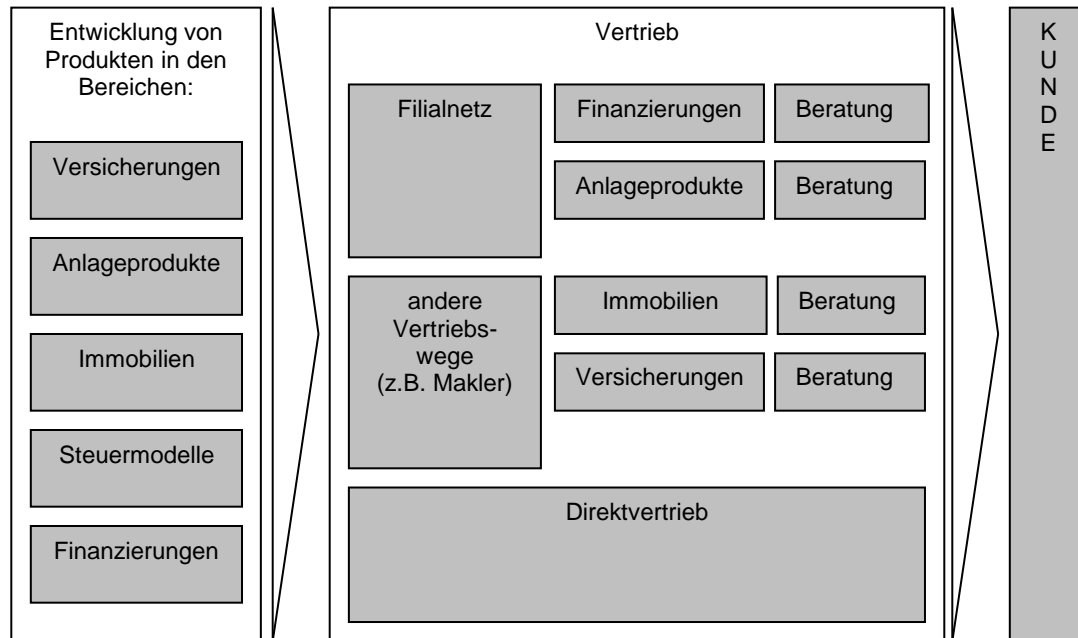 Entwicklung von
Produkten in den
Bereichen:
Versicherungen
Anlageprodukte
Immobilien
Steuermodelle
Finanzierungen
Vertrieb
Filialnetz
Finanzierungen
Beratung
Anlageprodukte
Beratung
andere
Vertriebs-
wege
(z.B. Makler)
Immobilien
Beratung
Versicherungen
Beratung
Direktvertrieb
K
U
N
D
E